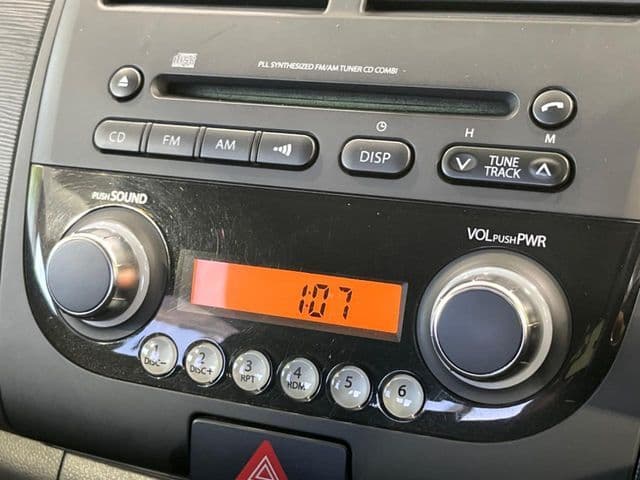 PLL SYNTHESIZED FM/AM TUNER CD COMBI
CD FM AM DISP
H M
TUNE
TRACK
PUSH SOUND
VOL PUSH PWR
1:07
1 DISC-
2 DISC+
3 RPT
4 RDM
5
6